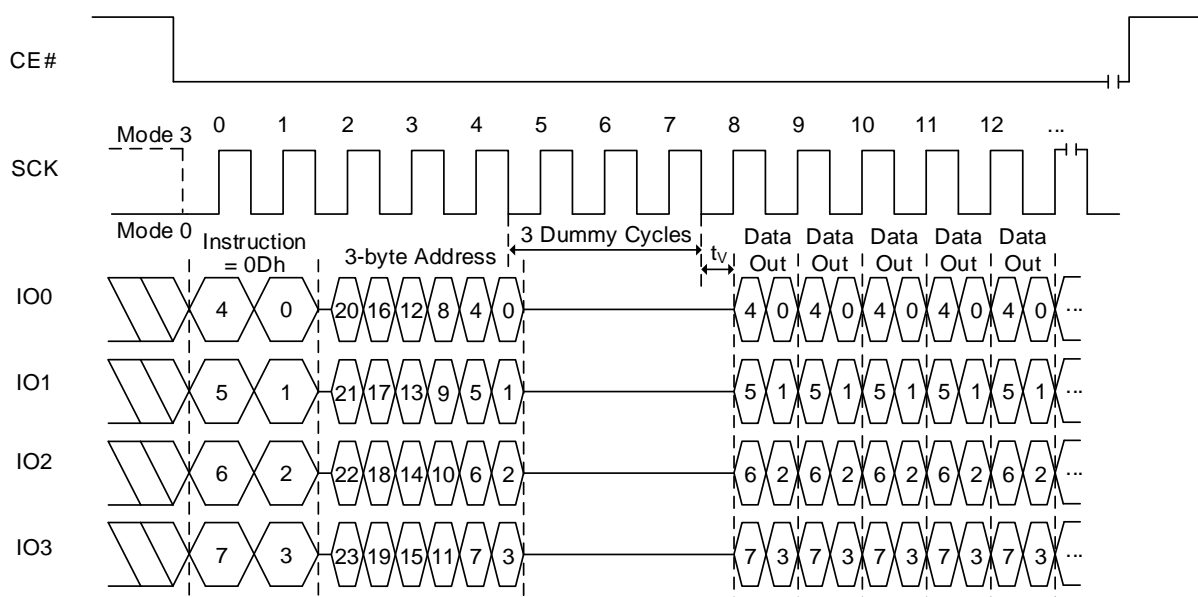 CE#
0 1 2 3 4 5 6 7 8 9 10 11 12 ...
Mode 3
SCK
Mode 0
Instruction
= 0Dh
3-byte Address
3 Dummy Cycles
tV
Data Data Data Data Data
Out Out Out Out Out
IO0 4 0 20 16 12 8 4 0 4 0 4 0 4 0 4 0 4 0 ...
IO1 5 1 21 17 13 9 5 1 5 1 5 1 5 1 5 1 5 1 ...
IO2 6 2 22 18 14 10 6 2 6 2 6 2 6 2 6 2 6 2 ...
IO3 7 3 23 19 15 11 7 3 7 3 7 3 7 3 7 3 7 3 ...